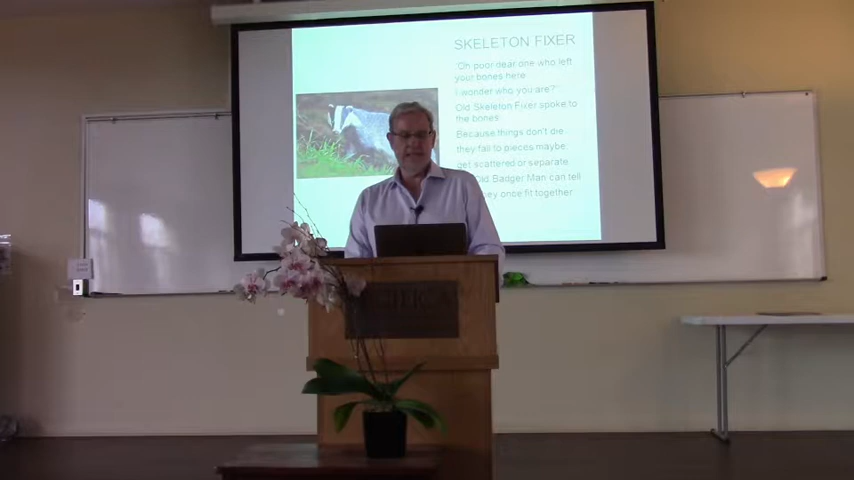 SKELETON FIXER
"Oh poor dear one who left
your bones here
I wonder who you are?"
Old Skeleton Fixer spoke to
the bones
Because things don't die
they fall to pieces maybe,
get scattered or separate,
Old Badger Man can tell
they once fit together.